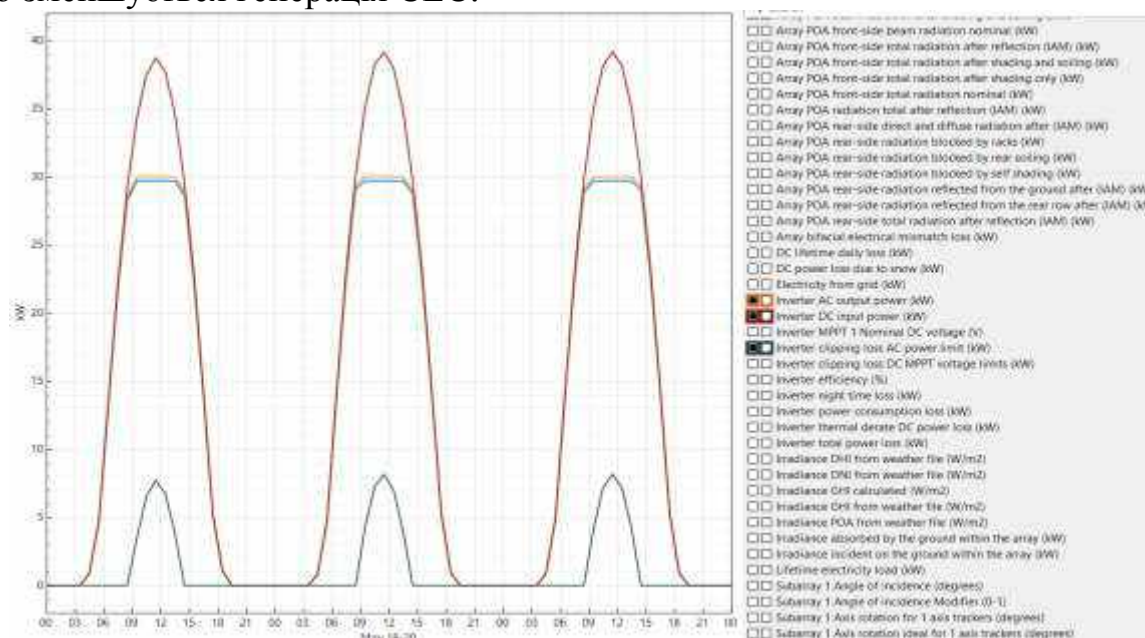 зменшується генерація СЕС.
40
35
30
25
20
15
10
5
0
kW
00 03 06 09 12 15 18 21 00 03 06 09 12 15 18 21 00 03 06 09 12 15 18 21 00
May 18-20
Array POA front-side beam radiation nominal (kW)
Array POA front-side total radiation after reflection (IAM) (kW)
Array POA front-side total radiation after shading and soiling (kW)
Array POA front-side total radiation after shading only (kW)
Array POA front-side total radiation nominal (kW)
Array POA radiation total after reflection (IAM) (kW)
Array POA rear-side direct and diffuse radiation after (IAM) (kW)
Array POA rear-side radiation blocked by racks (kW)
Array POA rear-side radiation blocked by rear soiling (kW)
Array POA rear-side radiation blocked by self shading (kW)
Array POA rear-side radiation reflected from the ground after (IAM) (kW
Array POA rear-side radiation reflected from the rear row after (IAM) (k
Array POA rear-side total radiation after reflection (IAM) (kW)
Array bifacial electrical mismatch loss (kW)
DC lifetime daily loss (kW)
DC power loss due to snow (kW)
Electricity from grid (kW)
Inverter AC output power (kW)
Inverter DC input power (kW)
Inverter MPPT 1 Nominal DC voltage (V)
Inverter clipping loss AC power limit (kW)
Inverter clipping loss DC MPPT voltage limits (kW)
Inverter efficiency (%)
Inverter night time loss (kW)
Inverter power consumption loss (kW)
Inverter thermal derate DC power loss (kW)
Inverter total power loss (kW)
Irradiance DHI from weather file (W/m2)
Irradiance DNI from weather file (W/m2)
Irradiance GHI calculated (W/m2)
Irradiance GHI from weather file (W/m2)
Irradiance POA from weather file (W/m2)
Irradiance absorbed by the ground within the array (kW)
Irradiance incident on the ground within the array (kW)
Lifetime electricity load (kW)
Subarray 1 Angle of incidence (degrees)
Subarray 1 Angle of incidence Modifier (0-1)
Subarray 1 Axis rotation for 1 axis trackers (degrees)
Subarray 1 Axis rotation ideal for 1 axis trackers (degrees)